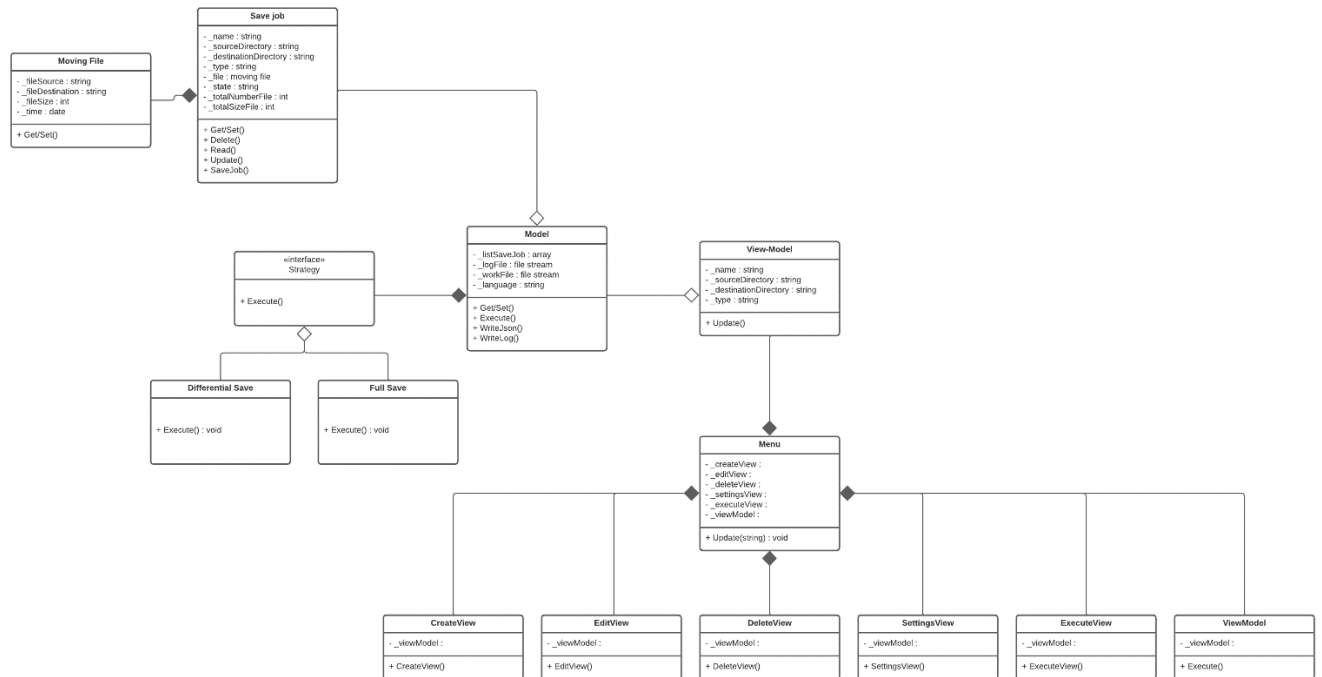 Save job
- _name : string
- _sourceDirectory : string
- _destinationDirectory : string
- _type : string
- _file : moving file
- _state : string
- _totalNumberFile : int
- _totalSizeFile : int
+ Get/Set()
+ Delete()
+ Read()
+ Update()
+ SaveJob()
Moving File
- _fileSource : string
- _fileDestination : string
- _fileSize : int
- _time : date
+ Get/Set()
Model
- _listSaveJob : array
- _logFile : file stream
- _workFile : file stream
- _language : string
+ Get/Set()
+ Execute()
+ WriteJson()
+ WriteLog()
View-Model
- _name : string
- _sourceDirectory : string
- _destinationDirectory : string
- _type : string
+ Update()
«interface»
Strategy
+ Execute()
Differential Save
+ Execute() : void
Full Save
+ Execute() : void
Menu
- _createView :
- _editView :
- _deleteView :
- _settingsView :
- _executeView :
- _viewModel :
+ Update(string) : void
CreateView
- _viewModel :
+ CreateView()
EditView
- _viewModel :
+ EditView()
DeleteView
- _viewModel :
+ DeleteView()
SettingsView
- _viewModel :
+ SettingsView()
ExecuteView
- _viewModel :
+ ExecuteView()
ViewModel
- _viewModel :
+ Execute()